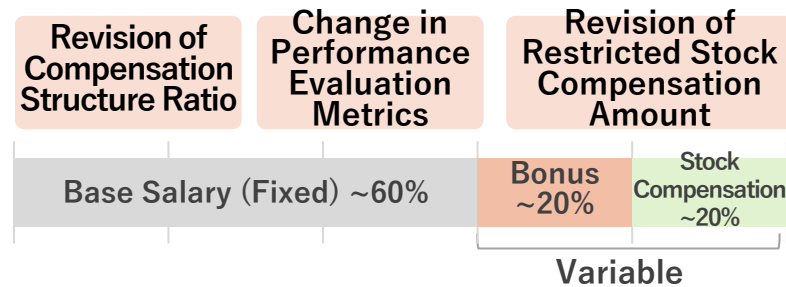 Revision of
Compensation
Structure Ratio
Change in
Performance
Evaluation
Metrics
Revision of
Restricted Stock
Compensation
Amount
Base Salary (Fixed) ~60%
Bonus
~20%
Stock
Compensation
~20%
Variable